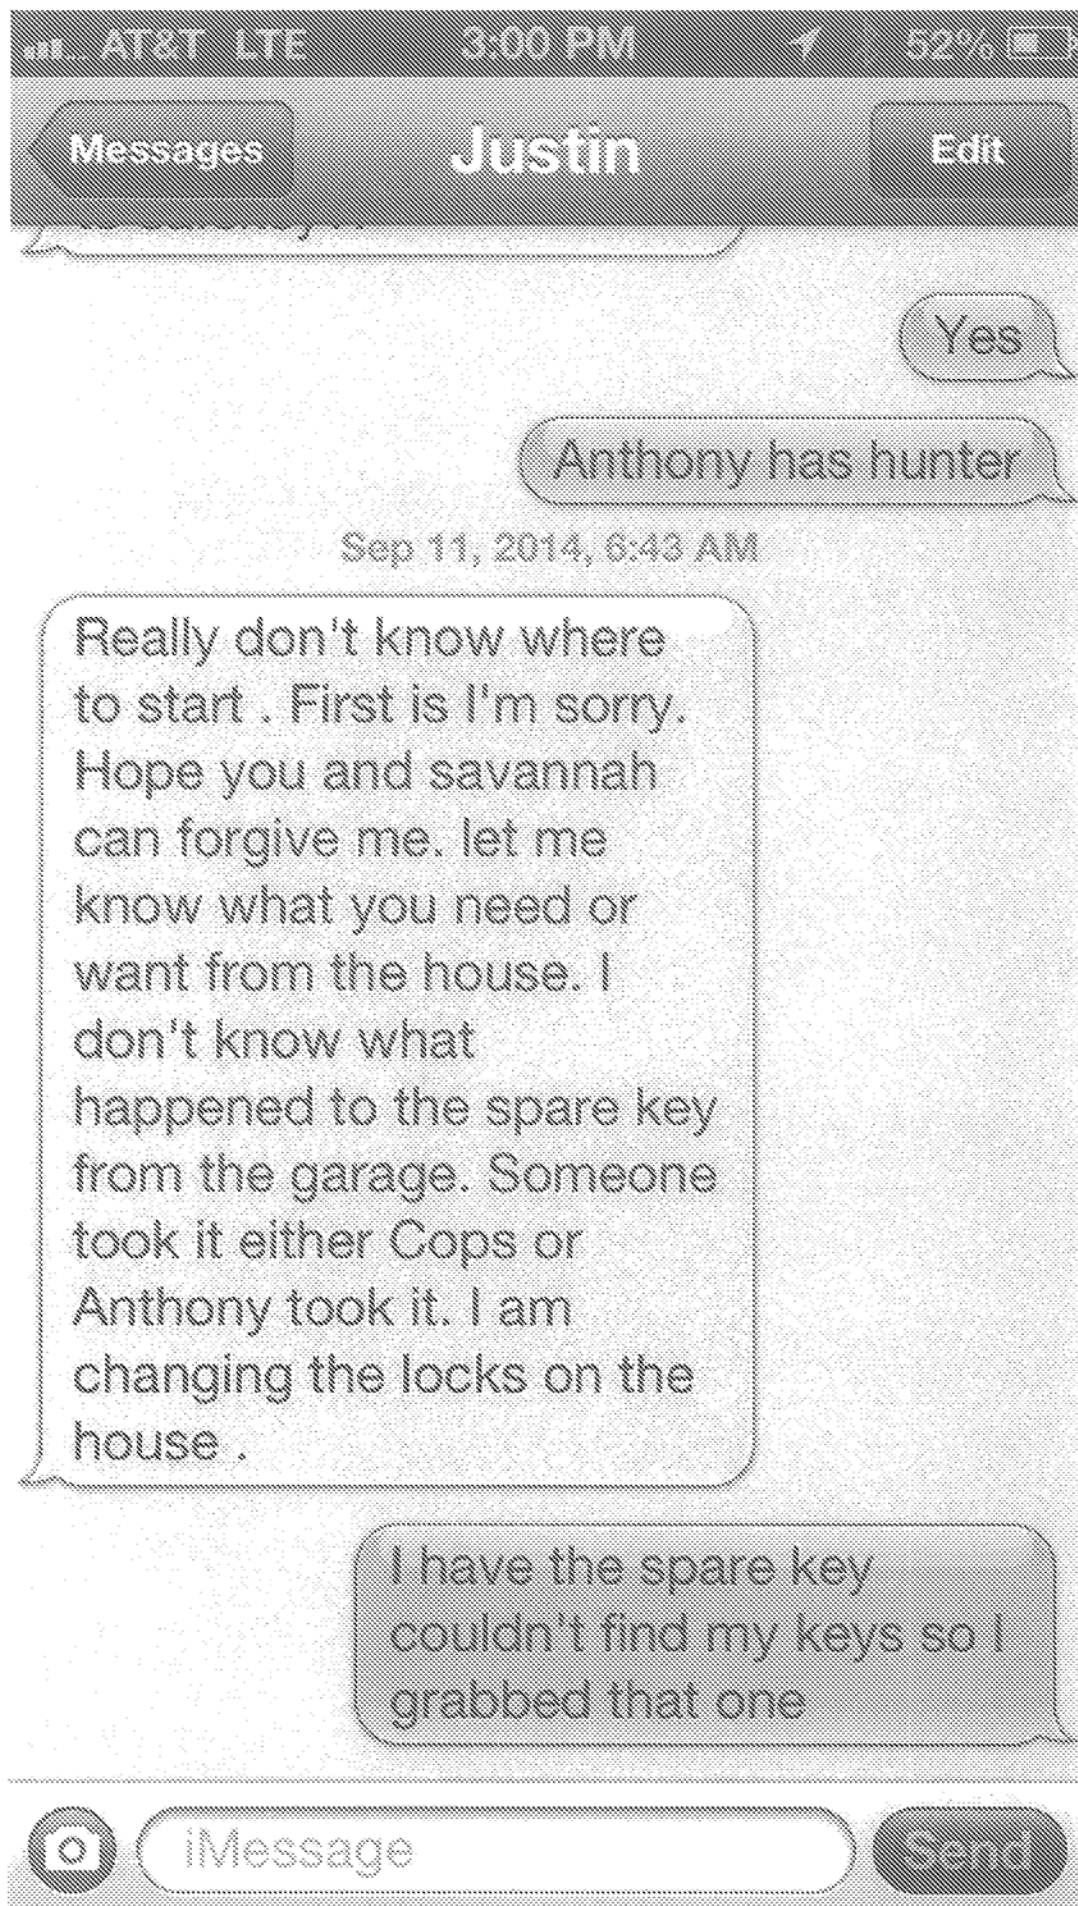 AT&T LTE 3:00 PM 52%
Messages Justin Edit
Yes
Anthony has hunter
Sep 11, 2014, 6:43 AM
Really don't know where
to start . First is I'm sorry.
Hope you and savannah
can forgive me. let me
know what you need or
want from the house. I
don't know what
happened to the spare key
from the garage. Someone
took it either Cops or
Anthony took it. I am
changing the locks on the
house .
I have the spare key
couldn't find my keys so I
grabbed that one
iMessage Send